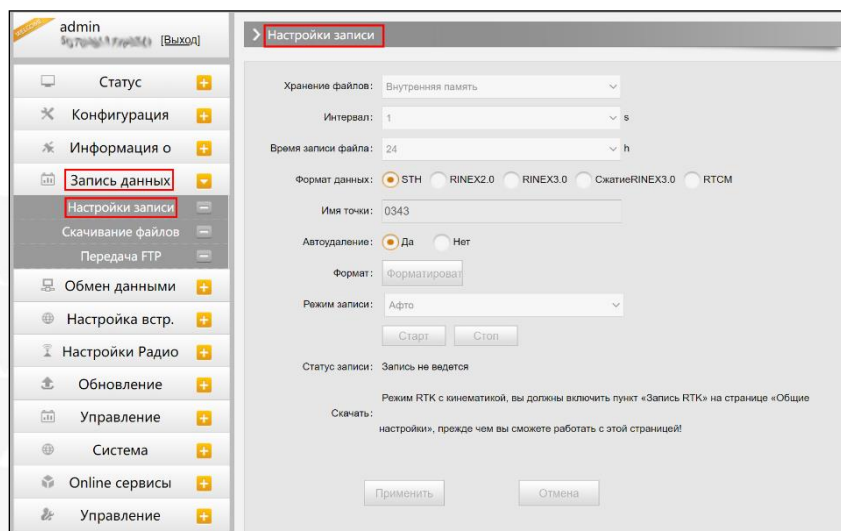 WELCOME
admin
[Выход]
Статус
Конфигурация
Информация о
Запись данных
Настройки записи
Скачивание файлов
Передача FTP
Обмен данными
Настройка встр.
Настройки Радио
Обновление
Управление
Система
Online сервисы
Управление
Настройки записи
Хранение файлов: Внутренняя память
Интервал: 1 s
Время записи файла: 24 h
Формат данных: STH RINEX2.0 RINEX3.0 СжатиеRINEX3.0 RTCM
Имя точки: 0343
Автоудаление: Да Нет
Формат: Форматироват
Режим записи: Афто
Старт Стоп
Статус записи: Запись не ведется
Скачать: Режим RTK с кинематикой, вы должны включить пункт «Запись RTK» на странице «Общие
настройки», прежде чем вы сможете работать с этой страницей!
Применить Отмена